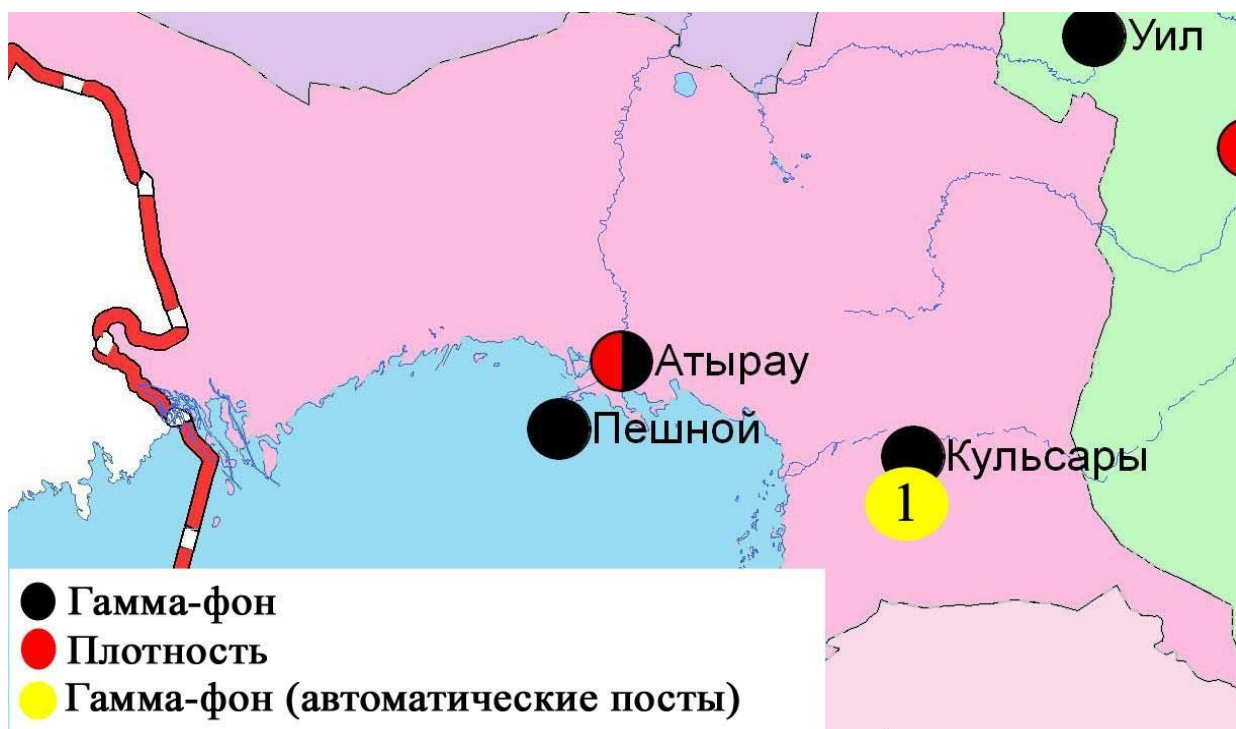 Уил
Атырау
Пешной
Кульсары
1
Гамма-фон
Плотность
Гамма-фон (автоматические посты)